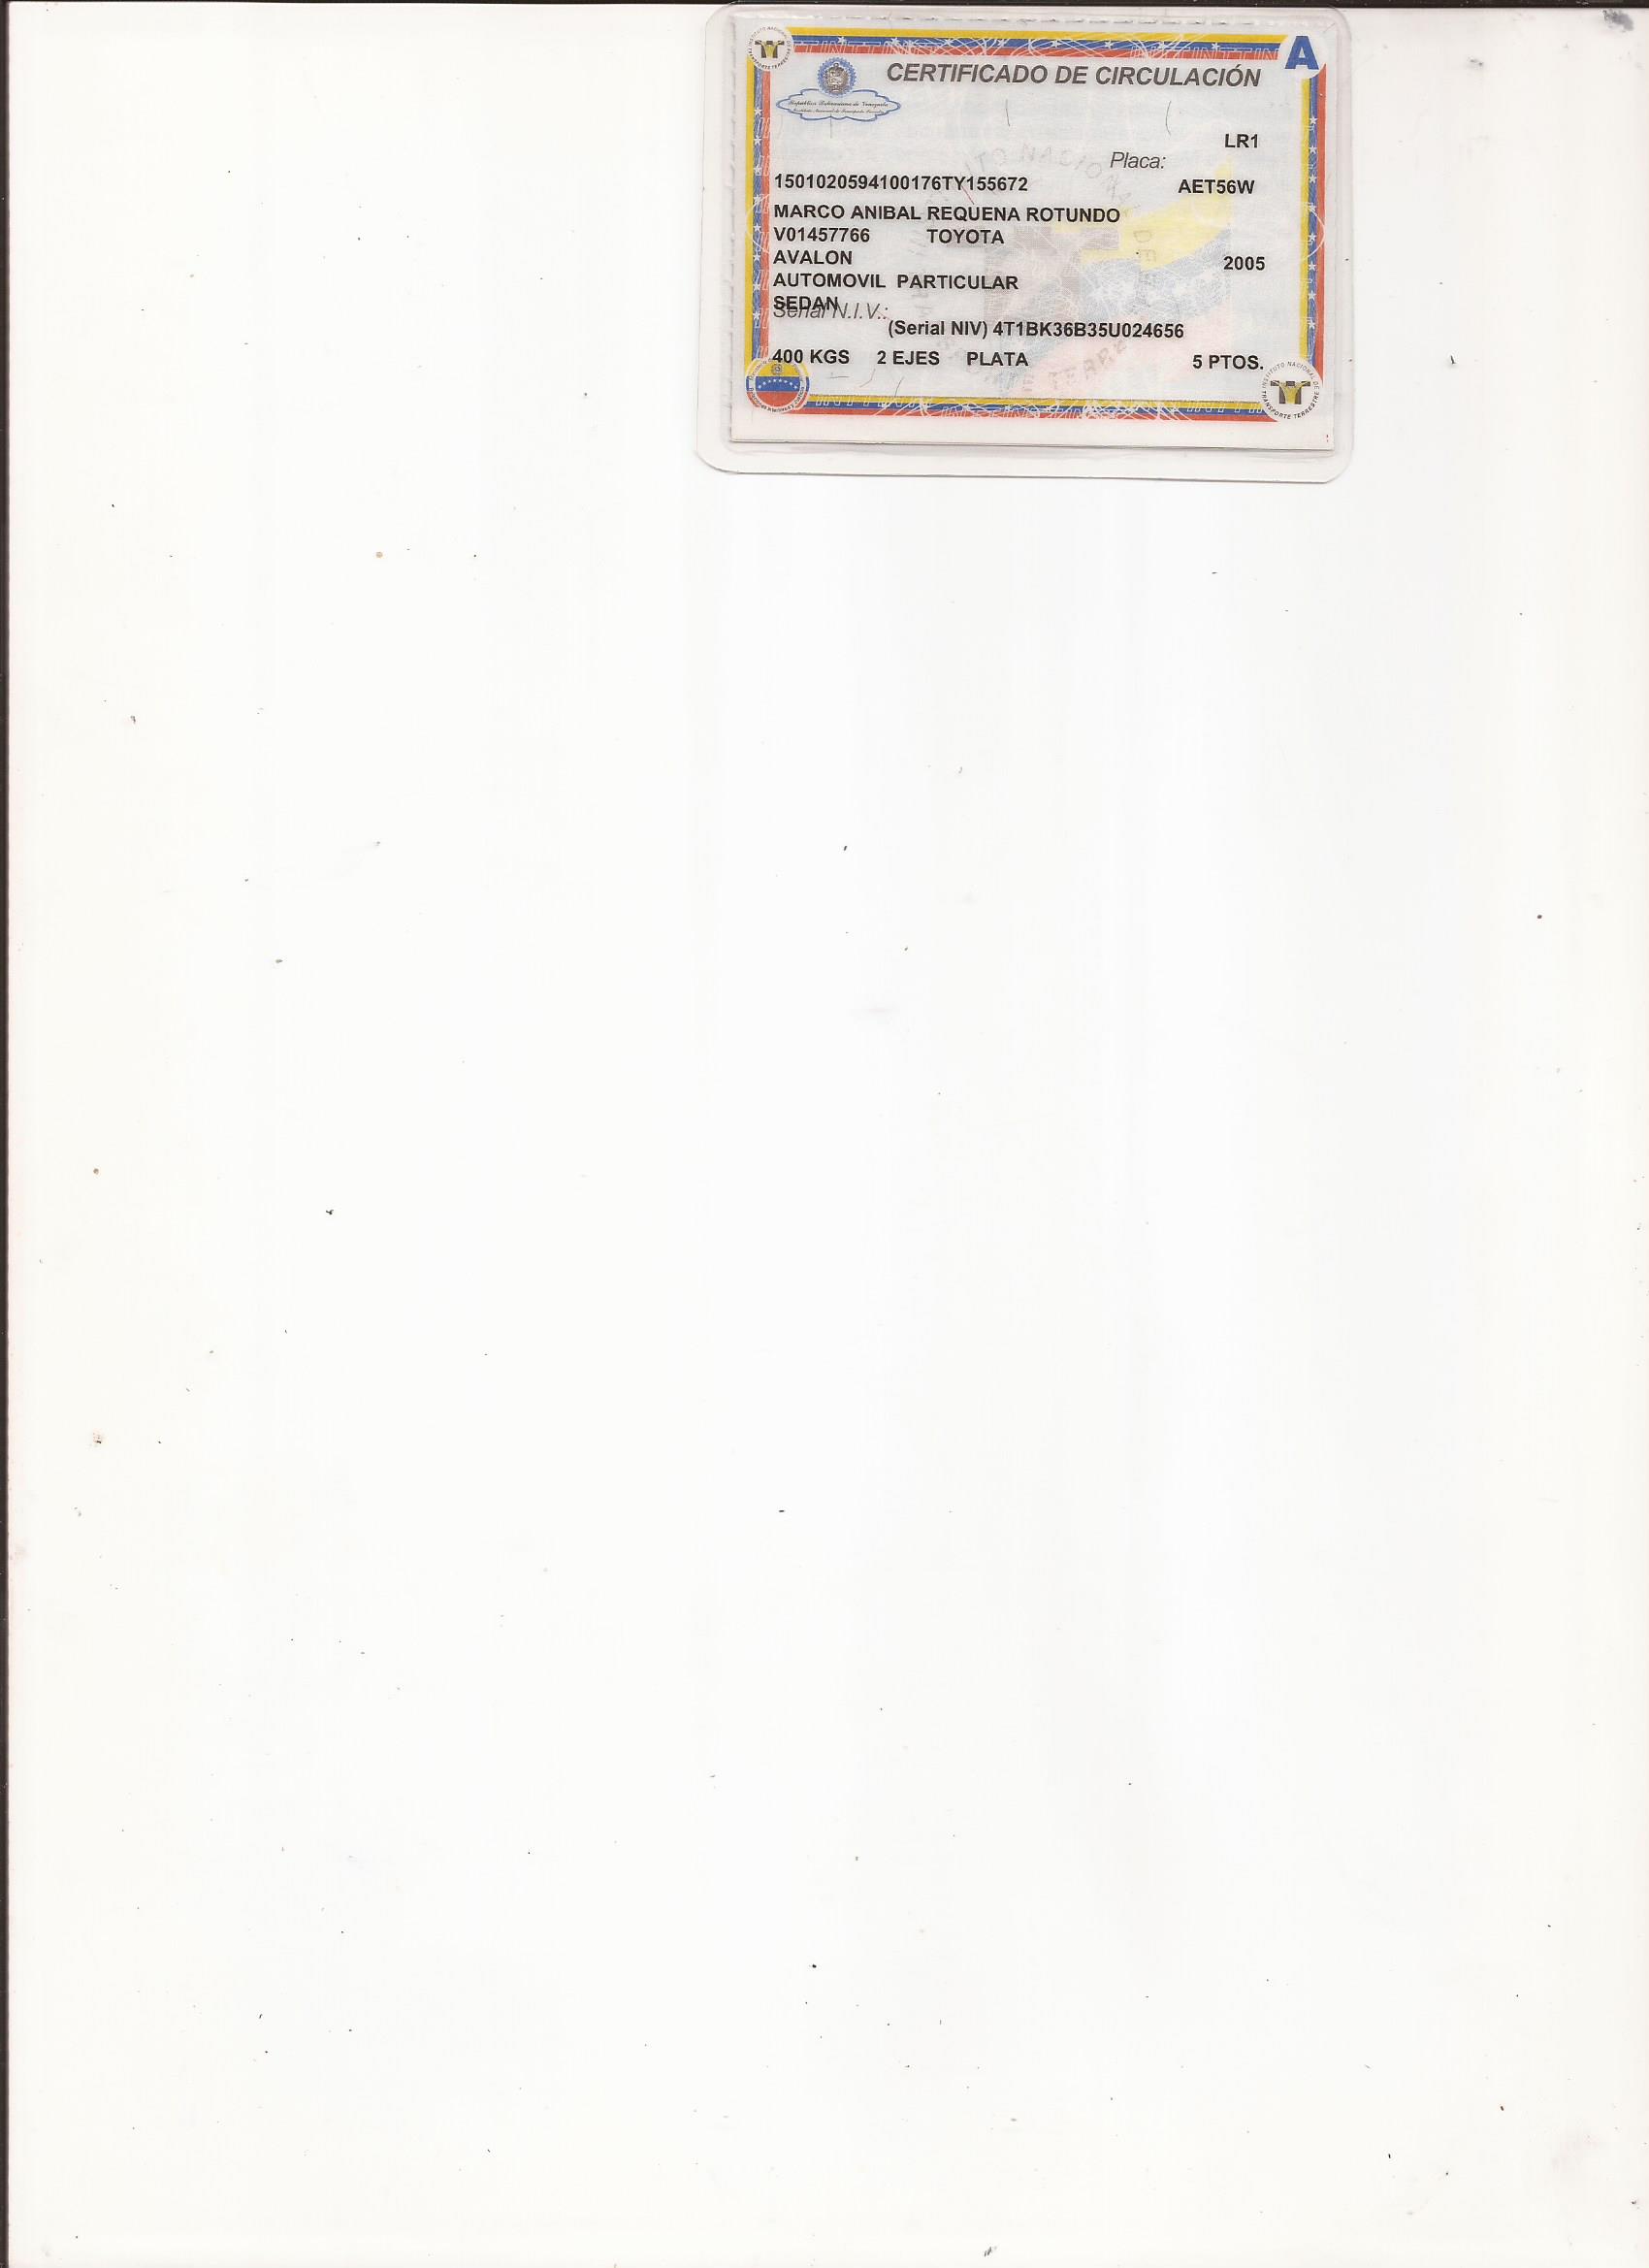 CERTIFICADO DE CIRCULACIÓN
A
República Bolivariana de Venezuela
LR1
Placa:
1501020594100176TY155672 AET56W
MARCO ANIBAL REQUENA ROTUNDO
V01457766 TOYOTA
AVALON 2005
AUTOMOVIL PARTICULAR
SEDAN
Serial N.I.V.:
(Serial NIV) 4T1BK36B35U024656
400 KGS 2 EJES PLATA 5 PTOS.
INSTITUTO NACIONAL DE TRANSPORTE TERRESTRE